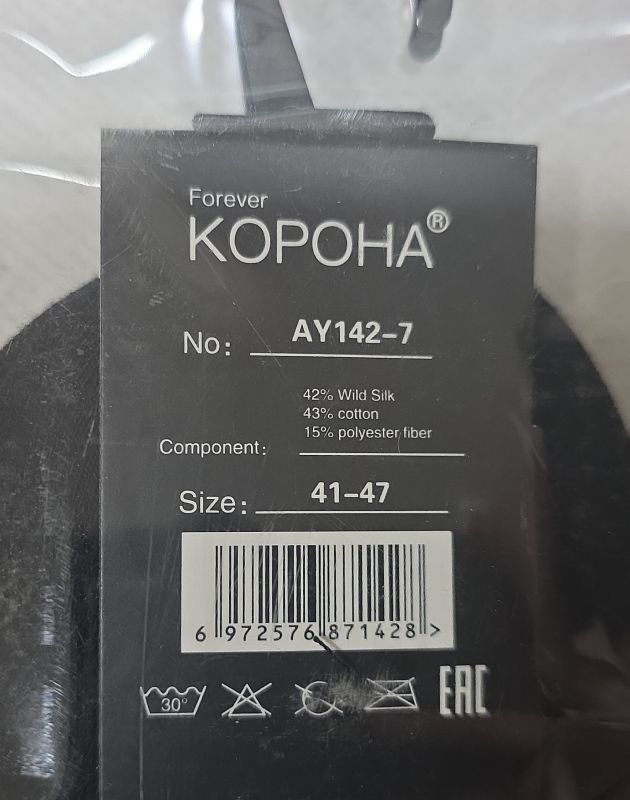 Forever
КОРОНА®
No: AY142-7
42% Wild Silk
43% cotton
15% polyester fiber
Component:
Size: 41-47
6 972576 871428 >
30°
EAC